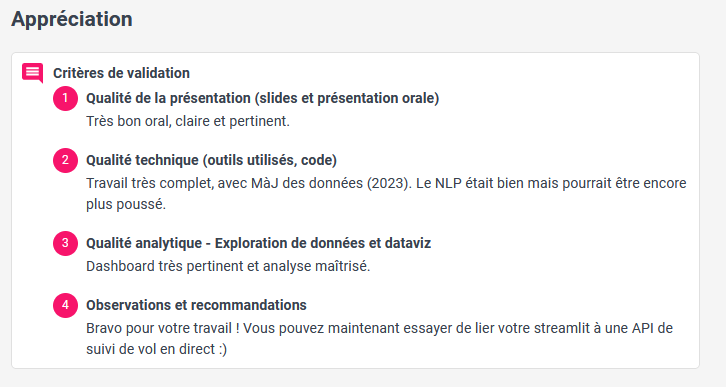 Appréciation
Critères de validation
1 Qualité de la présentation (slides et présentation orale)
Très bon oral, claire et pertinent.
2 Qualité technique (outils utilisés, code)
Travail très complet, avec MàJ des données (2023). Le NLP était bien mais pourrait être encore
plus poussé.
3 Qualité analytique - Exploration de données et dataviz
Dashboard très pertinent et analyse maîtrisé.
4 Observations et recommandations
Bravo pour votre travail ! Vous pouvez maintenant essayer de lier votre streamlit à une API de
suivi de vol en direct :)